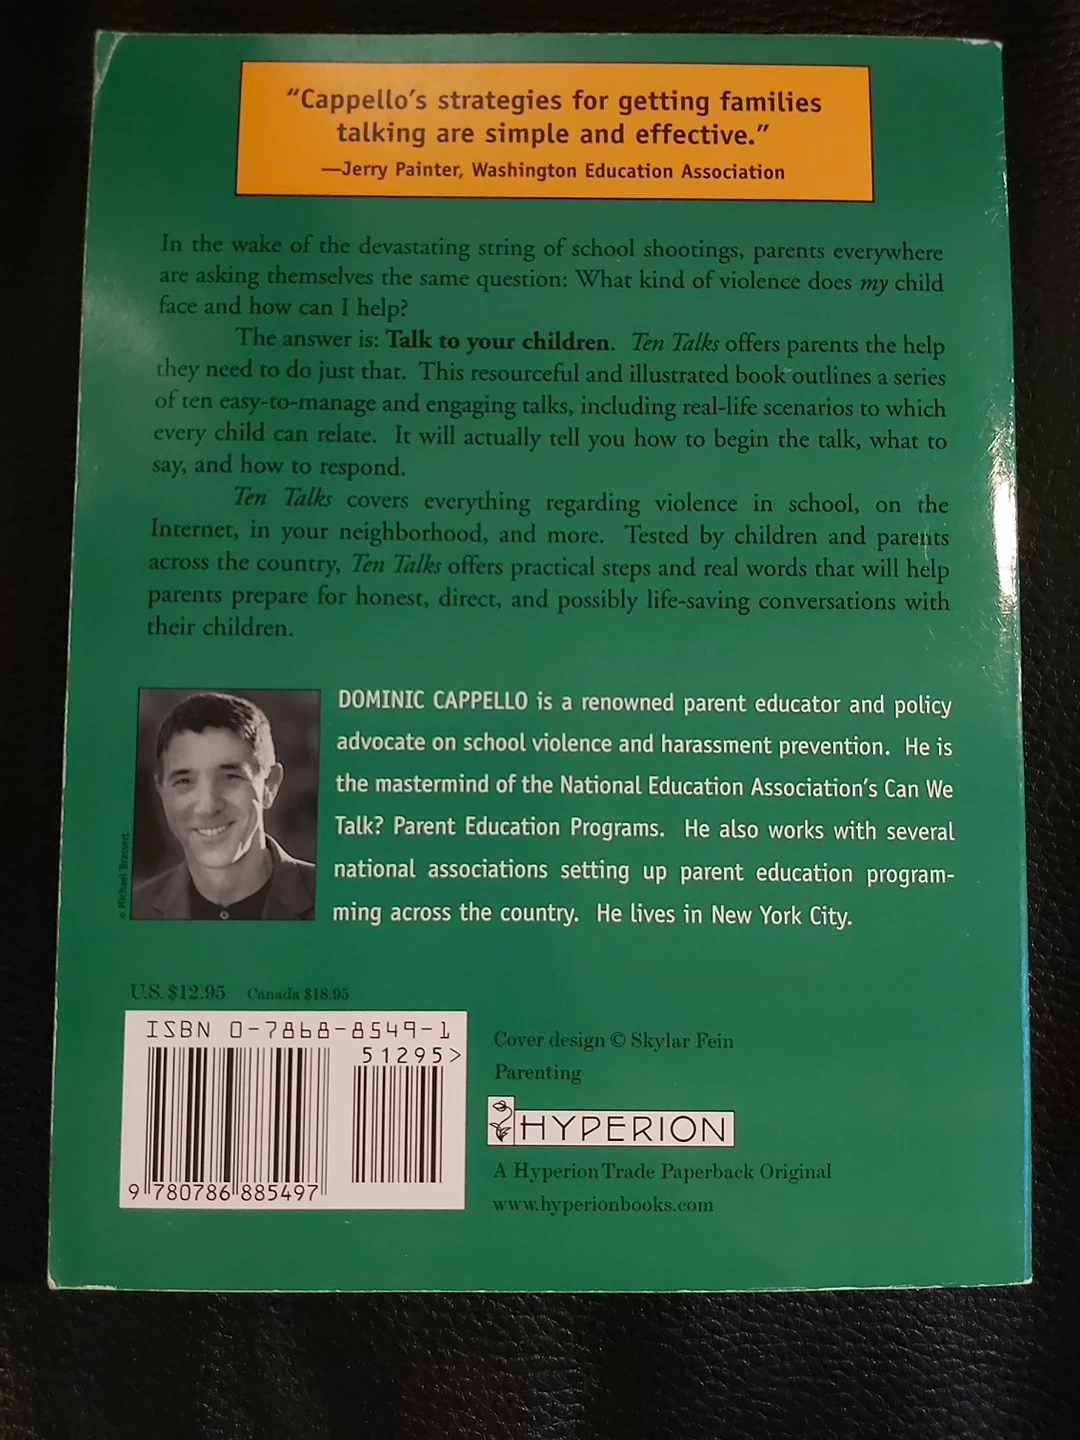 “Cappello’s strategies for getting families
talking are simple and effective.”
—Jerry Painter, Washington Education Association
In the wake of the devastating string of school shootings, parents everywhere
are asking themselves the same question: What kind of violence does my child
face and how can I help?
The answer is: Talk to your children. Ten Talks offers parents the help
they need to do just that. This resourceful and illustrated book outlines a series
of ten easy-to-manage and engaging talks, including real-life scenarios to which
every child can relate. It will actually tell you how to begin the talk, what to
say, and how to respond.
Ten Talks covers everything regarding violence in school, on the
Internet, in your neighborhood, and more. Tested by children and parents
across the country, Ten Talks offers practical steps and real words that will help
parents prepare for honest, direct, and possibly life-saving conversations with
their children.
© Michael Brassert
DOMINIC CAPPELLO is a renowned parent educator and policy
advocate on school violence and harassment prevention. He is
the mastermind of the National Education Association’s Can We
Talk? Parent Education Programs. He also works with several
national associations setting up parent education program-
ming across the country. He lives in New York City.
U.S. $12.95 Canada $18.95
ISBN 0-7868-8549-1
51295>
9 780786 885497
Cover design © Skylar Fein
Parenting
HYPERION
A Hyperion Trade Paperback Original
www.hyperionbooks.com